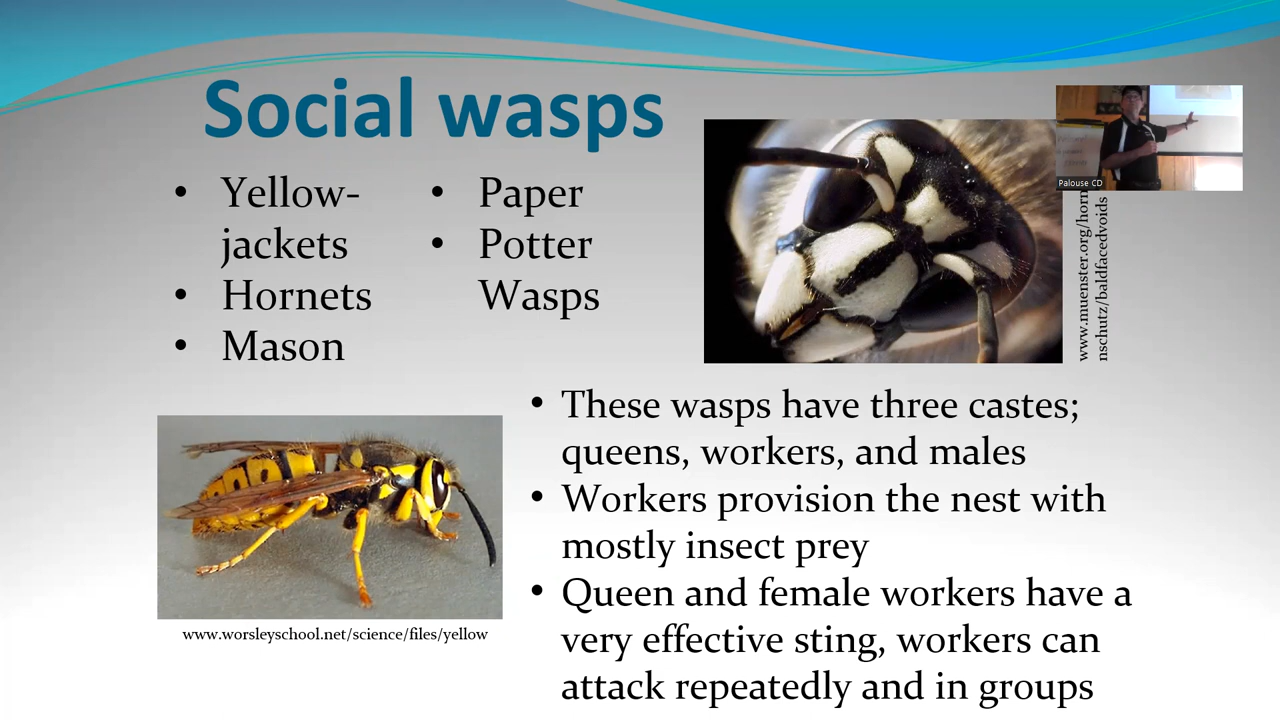 Social wasps
• Yellow-
jackets
• Hornets
• Mason
• Paper
• Potter
Wasps
Palouse CD
www.muenster.org/horn
nschutz/baldfacedvoids
• These wasps have three castes;
queens, workers, and males
• Workers provision the nest with
mostly insect prey
• Queen and female workers have a
very effective sting, workers can
attack repeatedly and in groups
www.worsleyschool.net/science/files/yellow